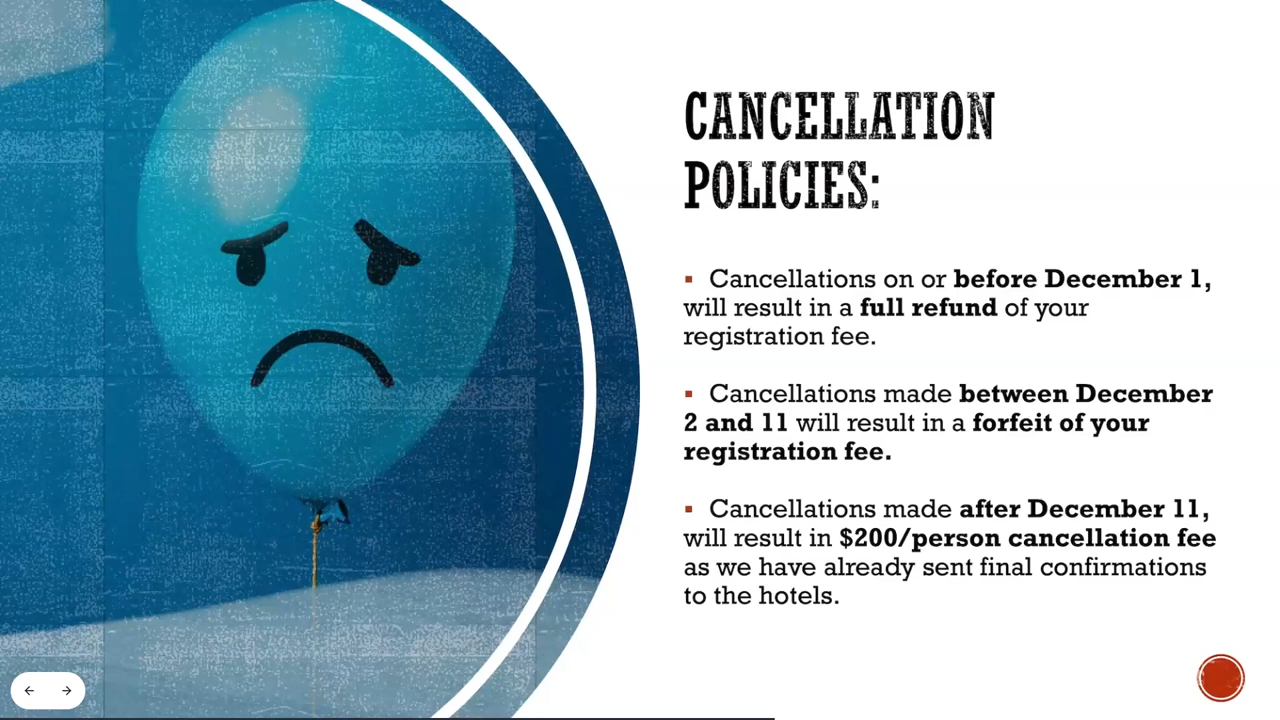 CANCELLATION
POLICIES:
▪ Cancellations on or before December 1,
will result in a full refund of your
registration fee.
▪ Cancellations made between December
2 and 11 will result in a forfeit of your
registration fee.
▪ Cancellations made after December 11,
will result in $200/person cancellation fee
as we have already sent final confirmations
to the hotels.